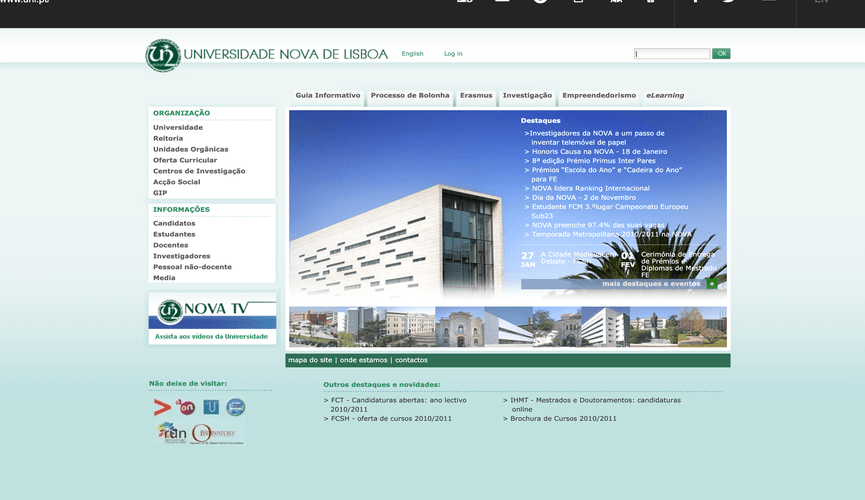 UNIVERSIDADE NOVA DE LISBOA
English
Log in
OK
Guia Informativo
Processo de Bolonha
Erasmus
Investigação
Empreendedorismo
eLearning
ORGANIZAÇÃO
Universidade
Reitoria
Unidades Orgânicas
Oferta Curricular
Centros de Investigação
Acção Social
GIP
INFORMAÇÕES
Candidatos
Estudantes
Docentes
Investigadores
Pessoal não-docente
Media
NOVA TV
Assista aos vídeos da Universidade
Destaques
>Investigadores da NOVA a um passo de
inventar telemóvel de papel
> Honoris Causa na NOVA - 18 de Janeiro
> 8ª edição Prémio Primus Inter Pares
> Prémios "Escola do Ano" e "Cadeira do Ano"
para FE
> NOVA lidera Ranking Internacional
> Dia da NOVA - 2 de Novembro
> Estudante FCM 3.ºlugar Campeonato Europeu
Sub23
> NOVA preenche 97.4% das suas vagas
> Temporada Metropolitana 2010/2011 na NOVA
27 JAN
A Cidade Medieval em
Debate -
01 FEV
Cerimónia de Entrega
de Prémios e
Diplomas de Mestrado
FE
mais destaques e eventos +
mapa do site | onde estamos | contactos
Não deixe de visitar:
Outros destaques e novidades:
> FCT - Candidaturas abertas: ano lectivo
2010/2011
> FCSH - oferta de cursos 2010/2011
> IHMT - Mestrados e Doutoramentos: candidaturas
online
> Brochura de Cursos 2010/2011